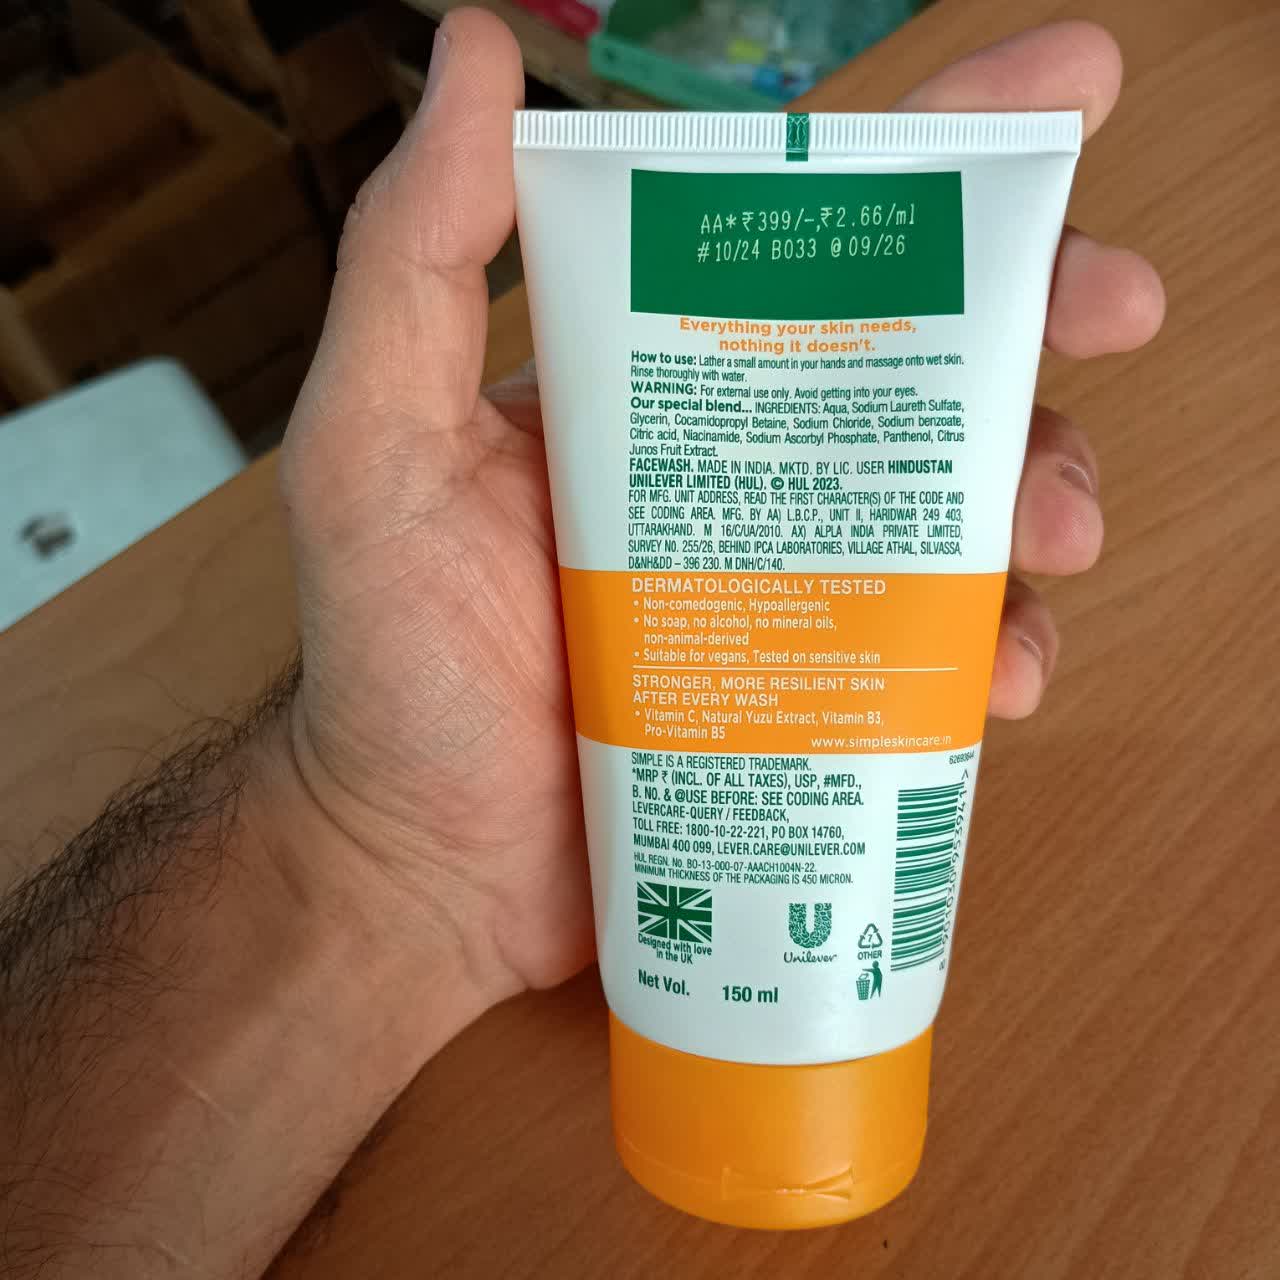 AA*₹399/-,₹2.66/ml
#10/24 B033 @09/26
Everything your skin needs,
nothing it doesn't.
How to use: Lather a small amount in your hands and massage onto wet skin.
Rinse thoroughly with water.
WARNING: For external use only. Avoid getting into your eyes.
Our special blend... INGREDIENTS: Aqua, Sodium Laureth Sulfate,
Glycerin, Cocamidopropyl Betaine, Sodium Chloride, Sodium benzoate,
Citric acid, Niacinamide, Sodium Ascorbyl Phosphate, Panthenol, Citrus
Junos Fruit Extract.
FACEWASH. MADE IN INDIA. MKTD. BY LIC. USER HINDUSTAN
UNILEVER LIMITED (HUL). © HUL 2023.
FOR MFG. UNIT ADDRESS, READ THE FIRST CHARACTER(S) OF THE CODE AND
SEE CODING AREA. MFG. BY AA) L.B.C.P., UNIT II, HARIDWAR 249 403,
UTTARAKHAND. M 16/C/UA/2010. AX) ALPLA INDIA PRIVATE LIMITED,
SURVEY NO. 255/26, BEHIND IPCA LABORATORIES, VILLAGE ATHAL, SILVASSA,
D&NH&DD – 396 230. M DNH/C/140.
DERMATOLOGICALLY TESTED
• Non-comedogenic, Hypoallergenic
• No soap, no alcohol, no mineral oils,
non-animal-derived
• Suitable for vegans, Tested on sensitive skin
STRONGER, MORE RESILIENT SKIN
AFTER EVERY WASH
• Vitamin C, Natural Yuzu Extract, Vitamin B3,
Pro-Vitamin B5
www.simpleskincare.in
SIMPLE IS A REGISTERED TRADEMARK.
*MRP ₹ (INCL. OF ALL TAXES), USP, #MFD.,
B. NO. & @USE BEFORE: SEE CODING AREA.
LEVERCARE-QUERY / FEEDBACK,
TOLL FREE: 1800-10-22-221, PO BOX 14760,
MUMBAI 400 099, LEVER.CARE@UNILEVER.COM
HUL REGN. No. BO-13-000-07-AAACH1004N-22.
MINIMUM THICKNESS OF THE PACKAGING IS 450 MICRON.
Designed with love
in the UK
Unilever
7
OTHER
Net Vol. 150 ml